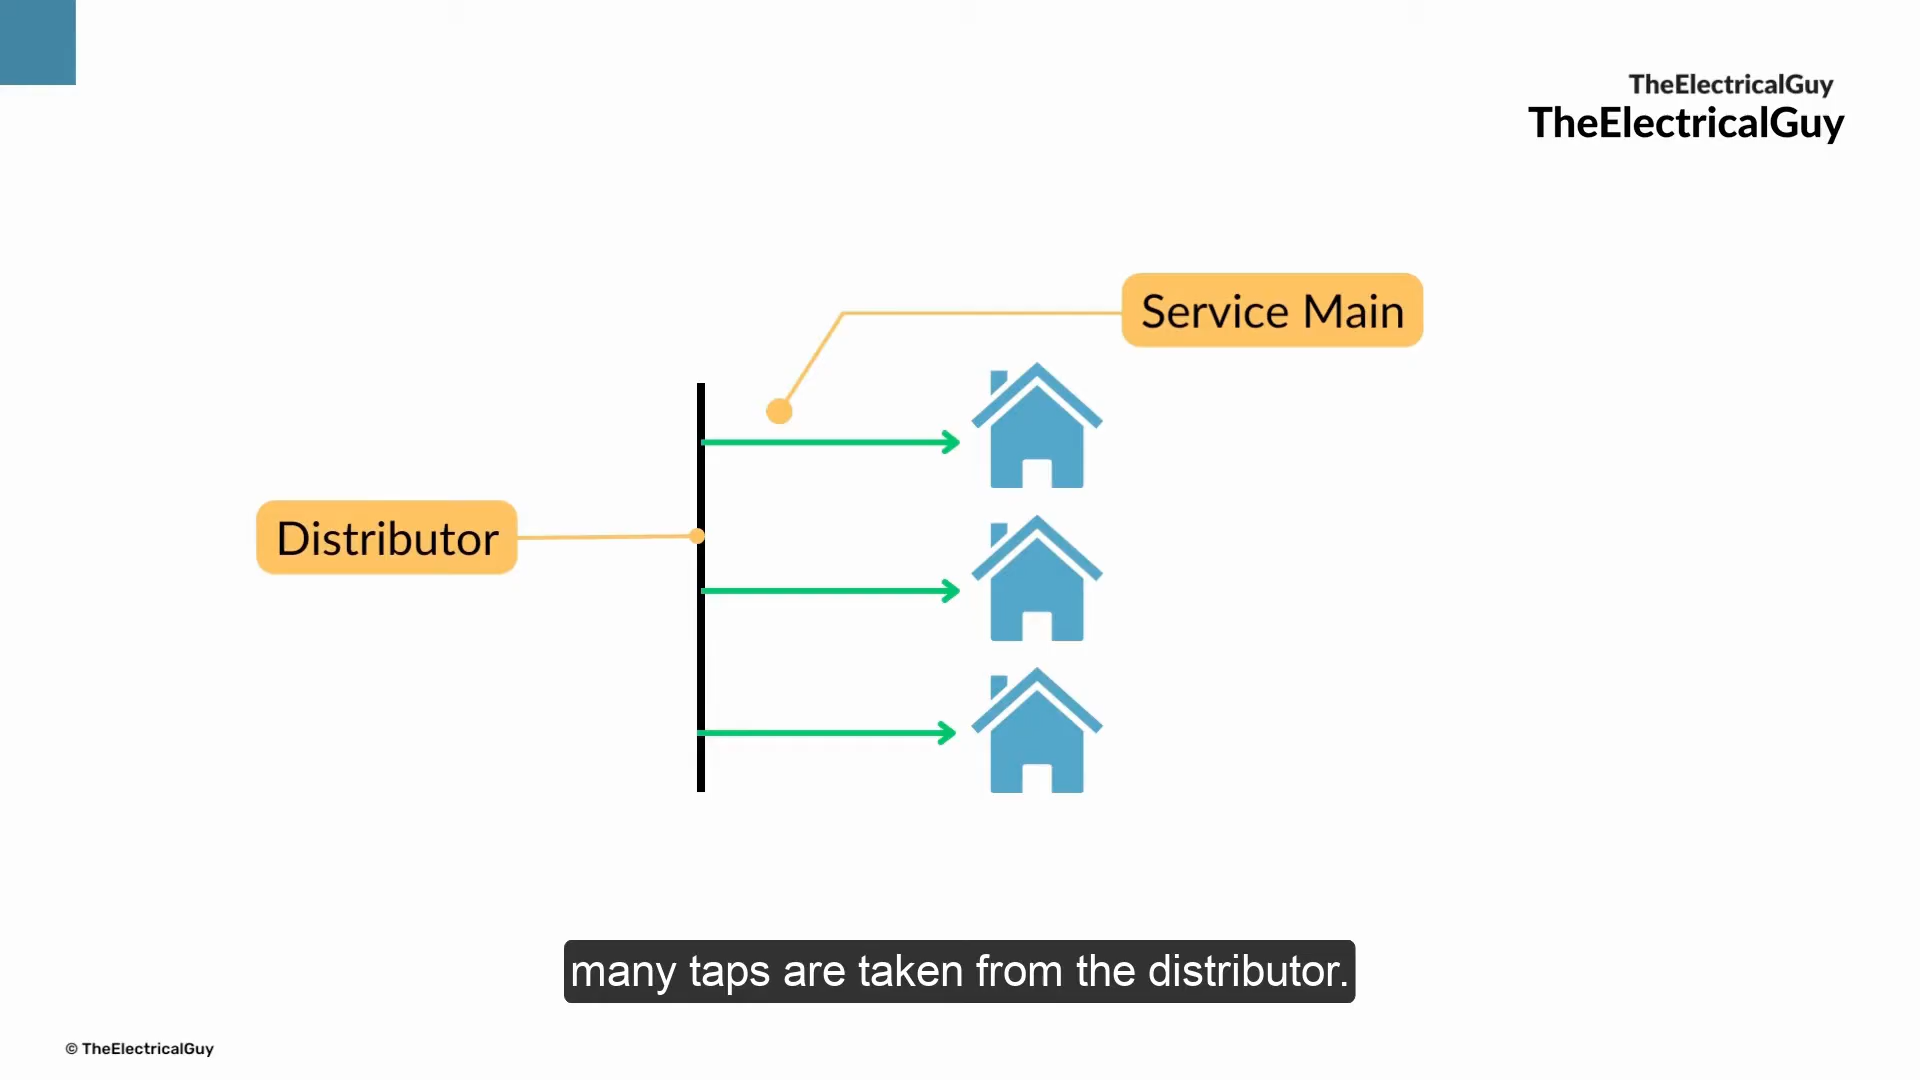 TheElectricalGuy
TheElectricalGuy
Service Main
Distributor
many taps are taken from the distributor.
© TheElectricalGuy